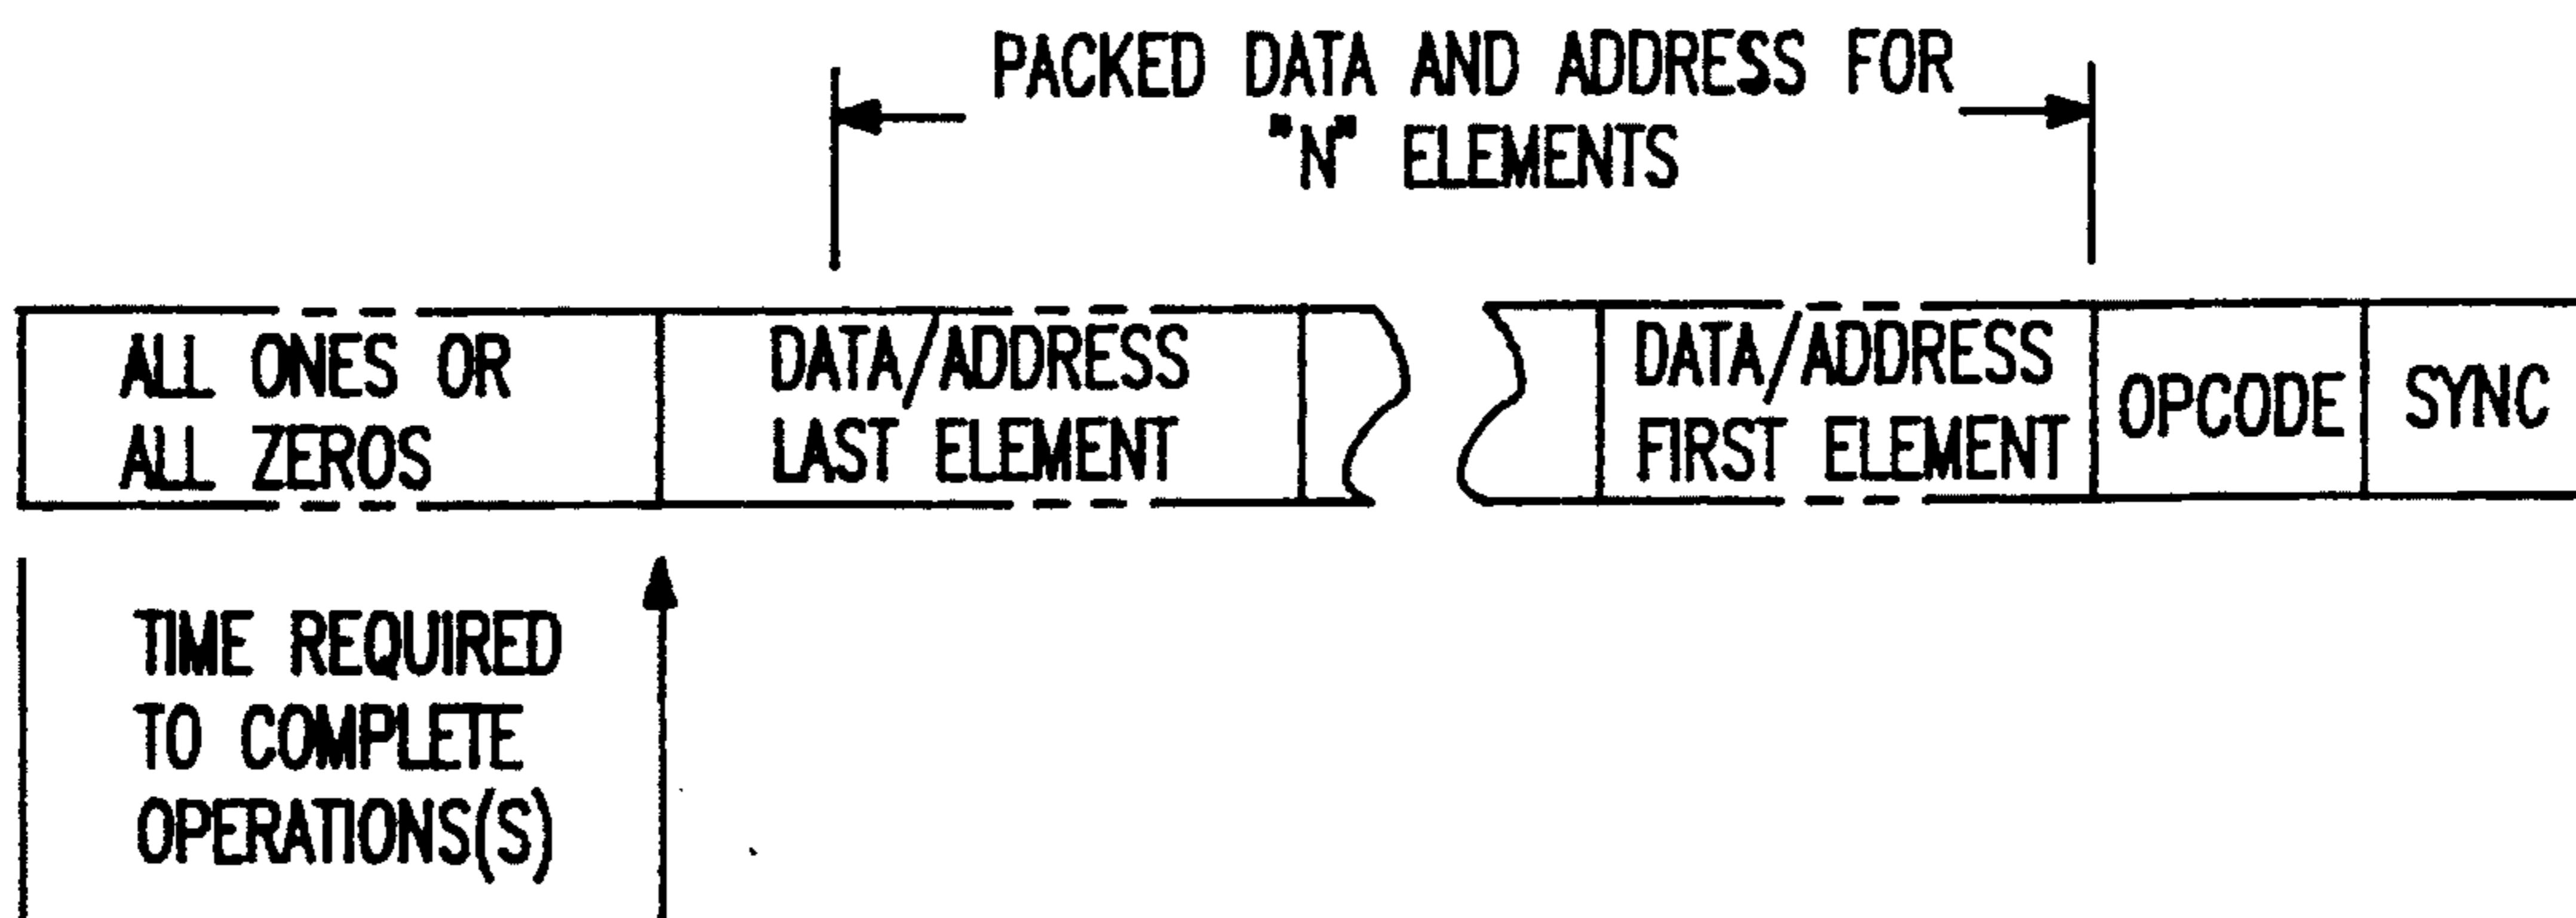 PACKED DATA AND ADDRESS FOR
"N" ELEMENTS
ALL ONES OR
ALL ZEROS
DATA/ADDRESS
LAST ELEMENT
DATA/ADDRESS
FIRST ELEMENT
OPCODE
SYNC
TIME REQUIRED
TO COMPLETE
OPERATIONS(S)